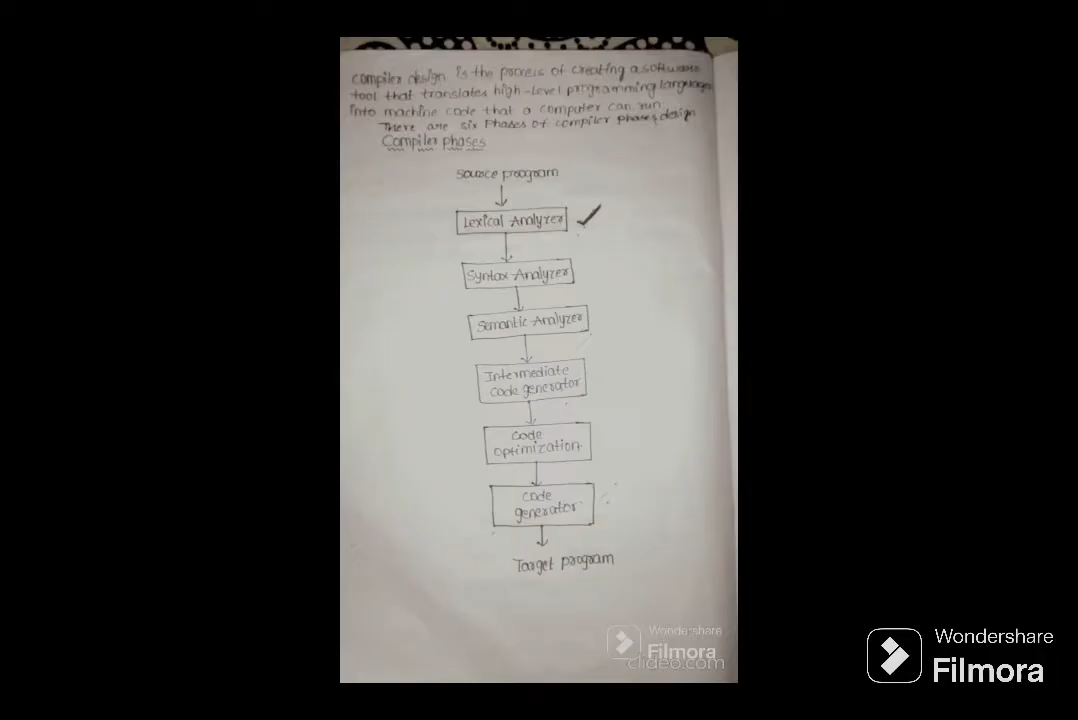 Compiler design is the process of creating a software
tool that translates high-level programming languages
into machine code that a computer can run
There are six Phases of compiler phases design
Compiler phases
Source program
Lexical Analyzer
Syntax Analyzer
Semantic Analyzer
Intermediate
code generator
Code
optimization
Code
generator
Target program
Wondershare
Filmora
clideo.com
Wondershare
Filmora